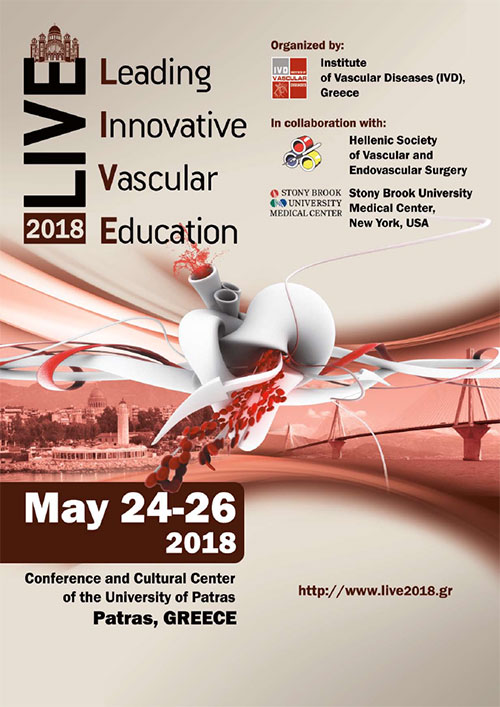 LIVE
2018
Leading
Innovative
Vascular
Education
Organized by:
IVD
VASCULAR
DISEASES
Institute
of Vascular Diseases (IVD),
Greece
In collaboration with:
Hellenic Society
of Vascular and
Endovascular Surgery
STONY BROOK
UNIVERSITY
MEDICAL CENTER
Stony Brook University
Medical Center,
New York, USA
May 24-26
2018
Conference and Cultural Center
of the University of Patras
Patras, GREECE
http://www.live2018.gr